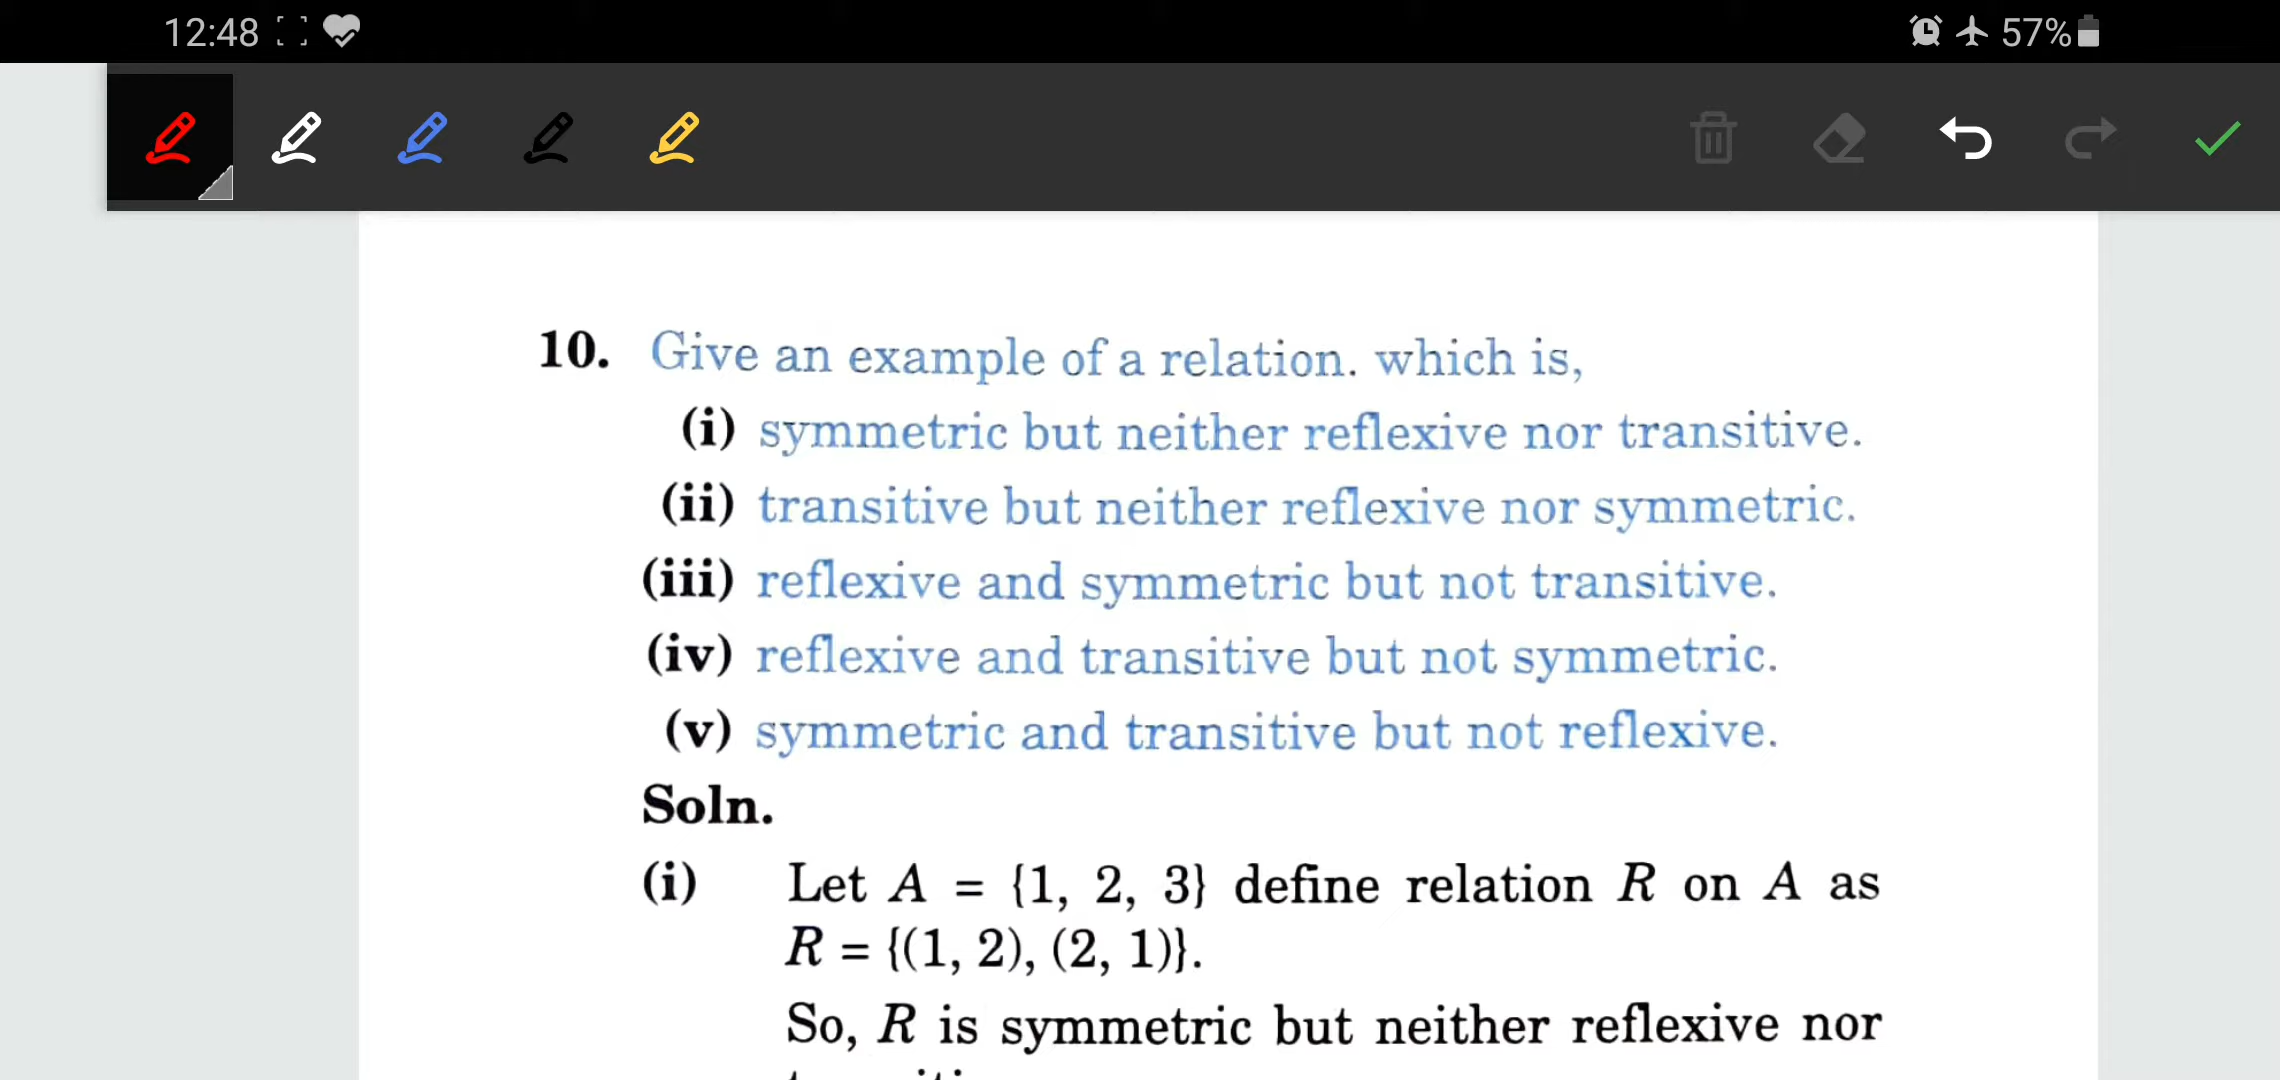 12:48
57%
10. Give an example of a relation. which is,
(i) symmetric but neither reflexive nor transitive.
(ii) transitive but neither reflexive nor symmetric.
(iii) reflexive and symmetric but not transitive.
(iv) reflexive and transitive but not symmetric.
(v) symmetric and transitive but not reflexive.
Soln.
(i) Let A = {1, 2, 3} define relation R on A as
R = {(1, 2), (2, 1)}.
So, R is symmetric but neither reflexive nor